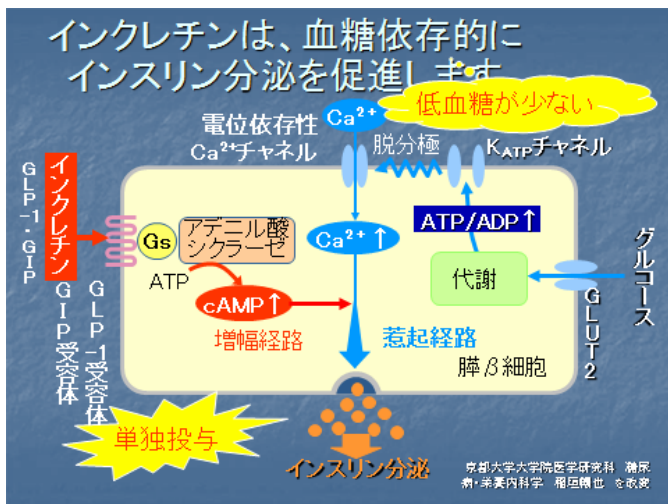 インクレチンは、血糖依存的に
インスリン分泌を促進します
低血糖が少ない
電位依存性
Ca²⁺チャネル
Ca²⁺
脱分極
KATPチャネル
インクレチン
GLP-1・GIP
Gs
アデニル酸
シクラーゼ
Ca²⁺↑
ATP/ADP↑
グルコース
ATP
cAMP↑
代謝
GLUT2
GLP-1受容体
GIP受容体
増幅経路
惹起経路
膵β細胞
単独投与
インスリン分泌
京都大学大学院医学研究科 糖尿
病・栄養内科学 稲垣暢也 を改変